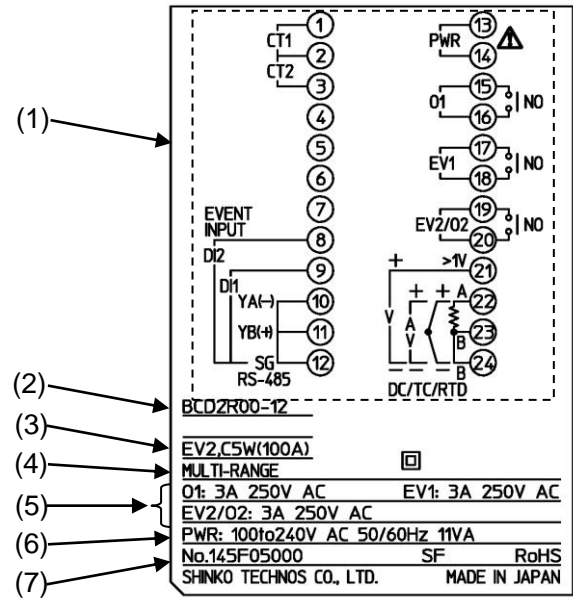 (1)
(2)
(3)
(4)
(5)
(6)
(7)
CT1
CT2
1
2
3
4
5
6
7
8
9
10
11
12
EVENT
INPUT
DI2
DI1
YA(-)
YB(+)
SG
RS-485
PWR
13
14
O1
15
16
NO
EV1
17
18
NO
EV2/O2
19
20
NO
+ >1V 21
+ + A 22
V A V B 23
B 24
DC/TC/RTD
BCD2R00-12
EV2,C5W(100A)
MULTI-RANGE
O1: 3A 250V AC EV1: 3A 250V AC
EV2/O2: 3A 250V AC
PWR: 100to240V AC 50/60Hz 11VA
No.145F05000 SF RoHS
SHINKO TECHNOS CO., LTD. MADE IN JAPAN